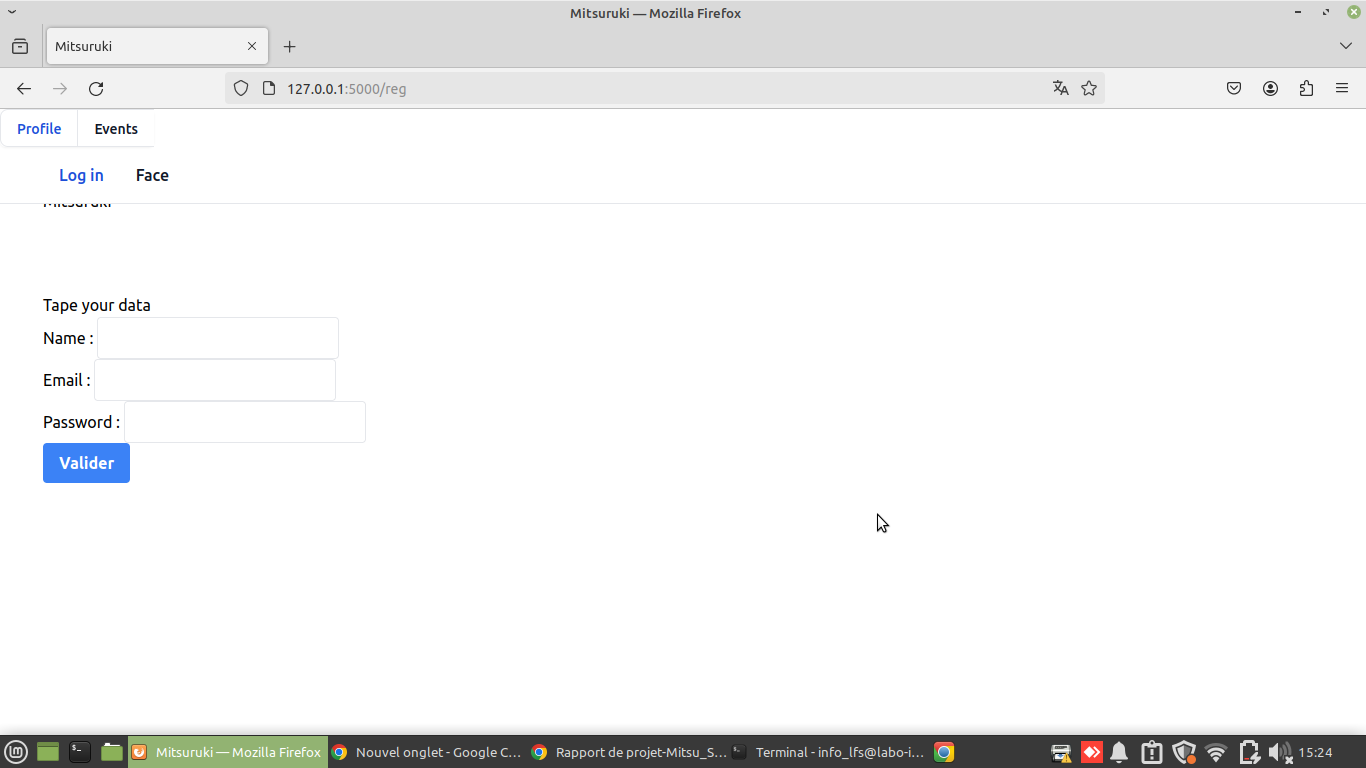 Mitsuruki — Mozilla Firefox
Mitsuruki
127.0.0.1:5000/reg
Profile
Events
Log in
Face
Mitsuruki
Tape your data
Name :
Email :
Password :
Valider
Mitsuruki — Mozilla Firefox
Nouvel onglet - Google C...
Rapport de projet-Mitsu_S...
Terminal - info_lfs@labo-i...
15:24